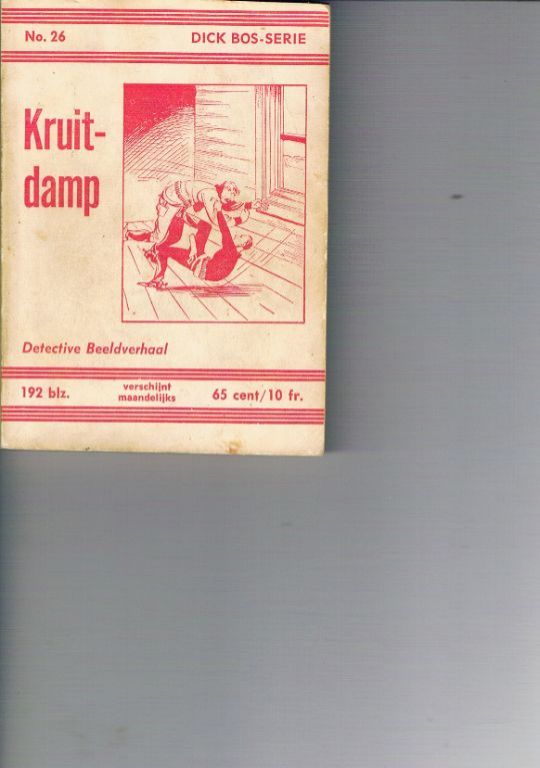 No. 26 DICK BOS-SERIE
Kruit-
damp
Detective Beeldverhaal
192 blz. verschijnt maandelijks 65 cent/10 fr.